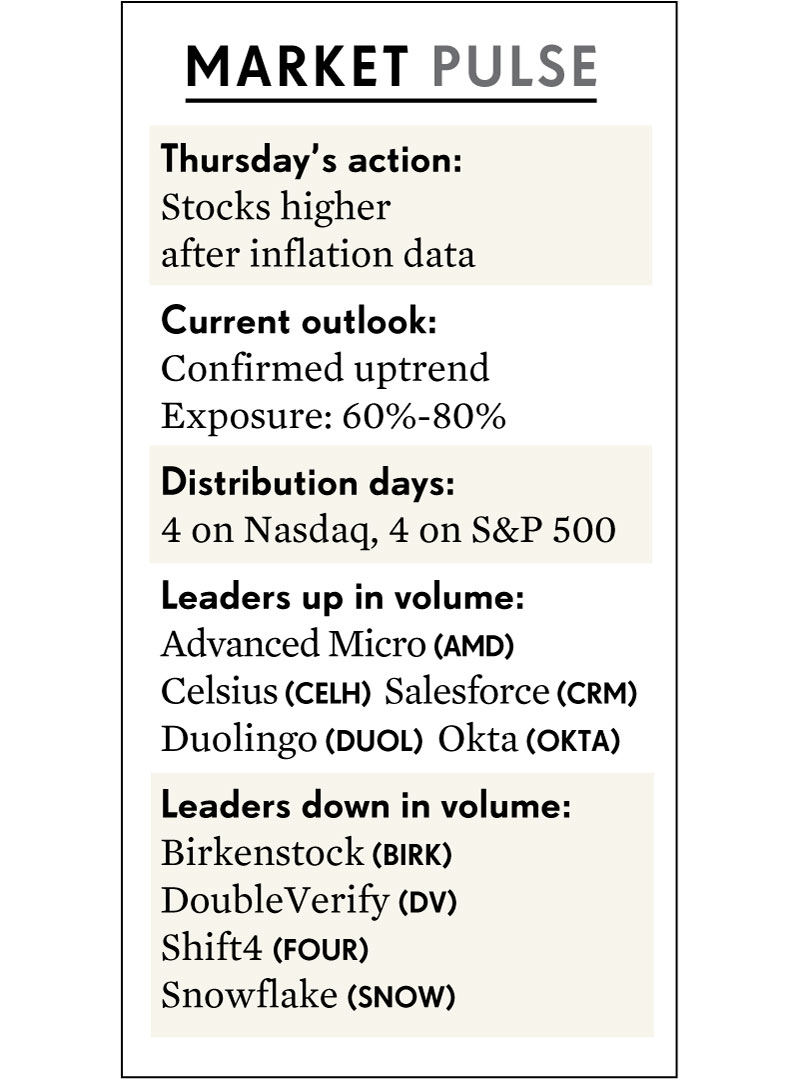 MARKET PULSE
Thursday’s action:
Stocks higher
after inflation data
Current outlook:
Confirmed uptrend
Exposure: 60%-80%
Distribution days:
4 on Nasdaq, 4 on S&P 500
Leaders up in volume:
Advanced Micro (AMD)
Celsius (CELH) Salesforce (CRM)
Duolingo (DUOL) Okta (OKTA)
Leaders down in volume:
Birkenstock (BIRK)
DoubleVerify (DV)
Shift4 (FOUR)
Snowflake (SNOW)